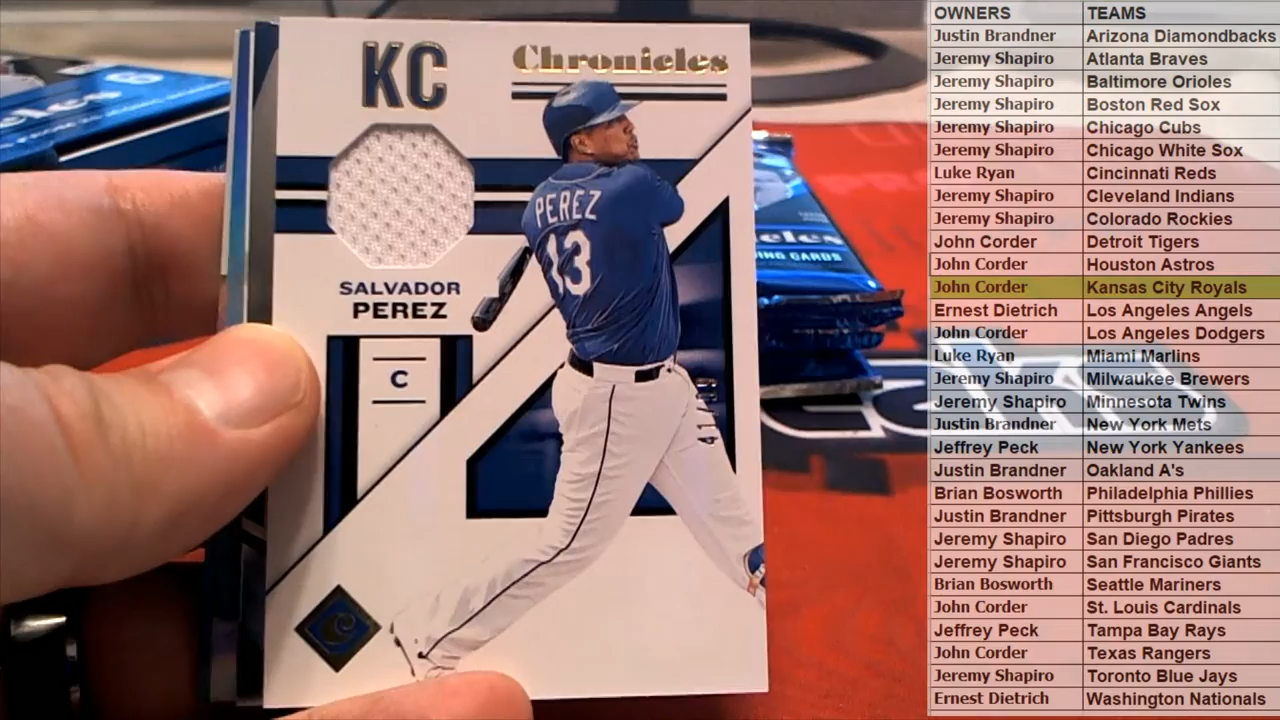 KC
Chronicles
PEREZ
13
SALVADOR
PEREZ
C
OWNERS TEAMS
Justin Brandner Arizona Diamondbacks
Jeremy Shapiro Atlanta Braves
Jeremy Shapiro Baltimore Orioles
Jeremy Shapiro Boston Red Sox
Jeremy Shapiro Chicago Cubs
Jeremy Shapiro Chicago White Sox
Luke Ryan Cincinnati Reds
Jeremy Shapiro Cleveland Indians
Jeremy Shapiro Colorado Rockies
John Corder Detroit Tigers
John Corder Houston Astros
John Corder Kansas City Royals
Ernest Dietrich Los Angeles Angels
John Corder Los Angeles Dodgers
Luke Ryan Miami Marlins
Jeremy Shapiro Milwaukee Brewers
Jeremy Shapiro Minnesota Twins
Justin Brandner New York Mets
Jeffrey Peck New York Yankees
Justin Brandner Oakland A's
Brian Bosworth Philadelphia Phillies
Justin Brandner Pittsburgh Pirates
Jeremy Shapiro San Diego Padres
Jeremy Shapiro San Francisco Giants
Brian Bosworth Seattle Mariners
John Corder St. Louis Cardinals
Jeffrey Peck Tampa Bay Rays
John Corder Texas Rangers
Jeremy Shapiro Toronto Blue Jays
Ernest Dietrich Washington Nationals